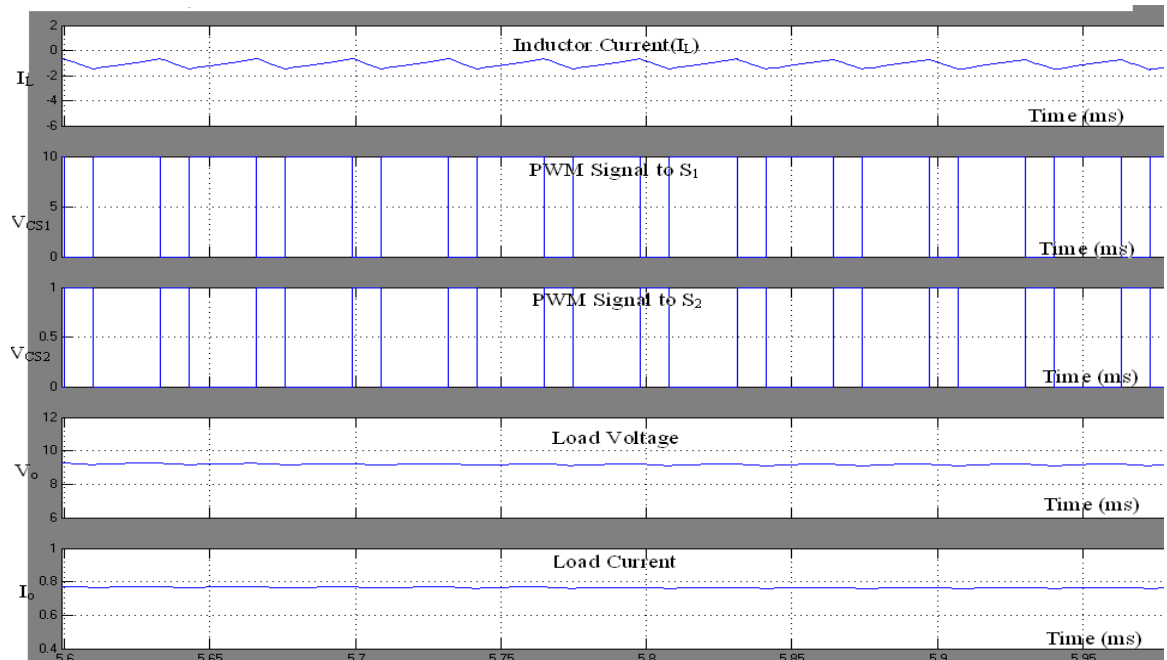 2
Inductor Current(I_L)
0
I_L
-2
-4
Time (ms)
-6
10
PWM Signal to S_1
5
V_CS1
Time (ms)
0
1
PWM Signal to S_2
0.5
V_CS2
Time (ms)
0
12
Load Voltage
10
V_o
8
Time (ms)
6
1
Load Current
0.8
I_o
0.6
Time (ms)
0.4
5.6 5.65 5.7 5.75 5.8 5.85 5.9 5.95